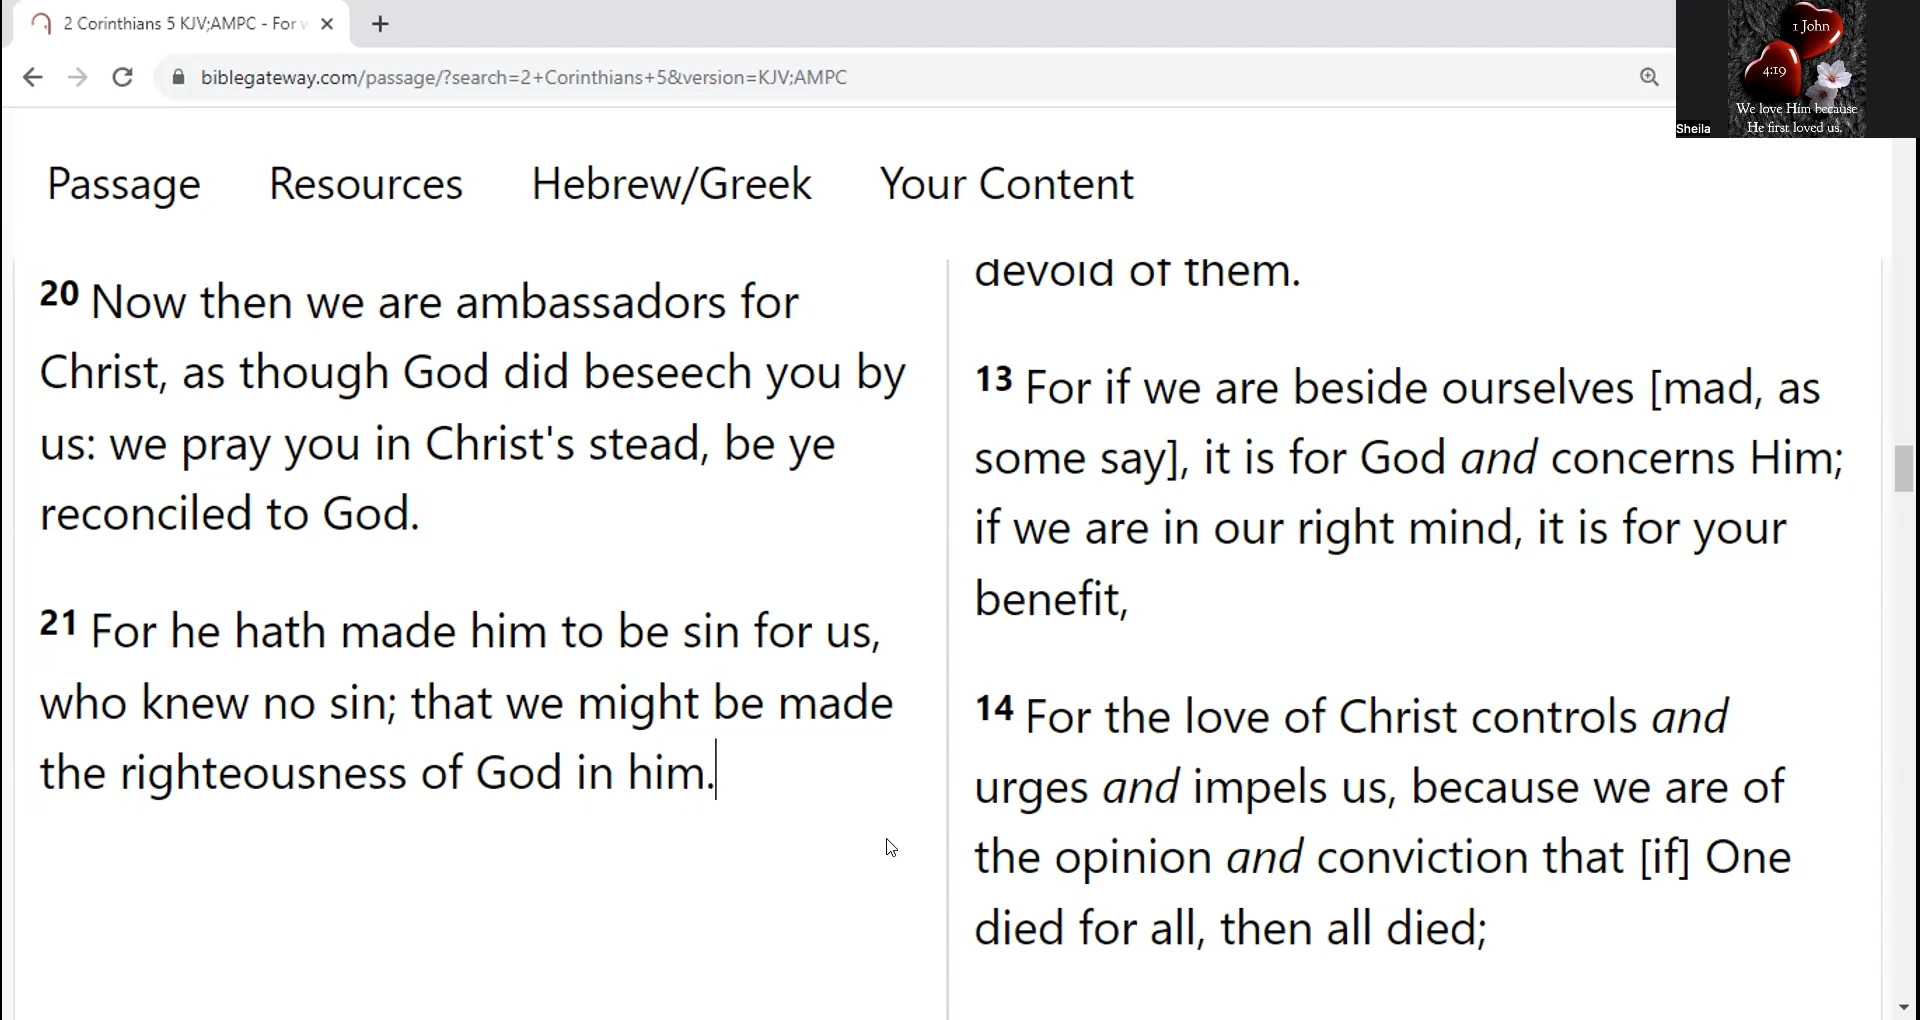 2 Corinthians 5 KJV;AMPC - For
biblegateway.com/passage/?search=2+Corinthians+5&version=KJV;AMPC
1 John
4:19
We love Him because
He first loved us.
Sheila
Passage Resources Hebrew/Greek Your Content
20 Now then we are ambassadors for
Christ, as though God did beseech you by
us: we pray you in Christ's stead, be ye
reconciled to God.
21 For he hath made him to be sin for us,
who knew no sin; that we might be made
the righteousness of God in him.
devoid of them.
13 For if we are beside ourselves [mad, as
some say], it is for God and concerns Him;
if we are in our right mind, it is for your
benefit,
14 For the love of Christ controls and
urges and impels us, because we are of
the opinion and conviction that [if] One
died for all, then all died;